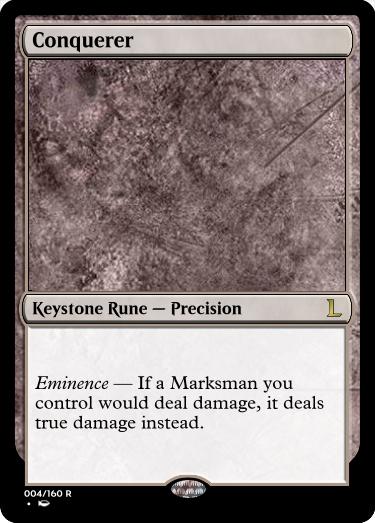 Conquerer
Keystone Rune — Precision
L
Eminence — If a Marksman you
control would deal damage, it deals
true damage instead.
004/160 R